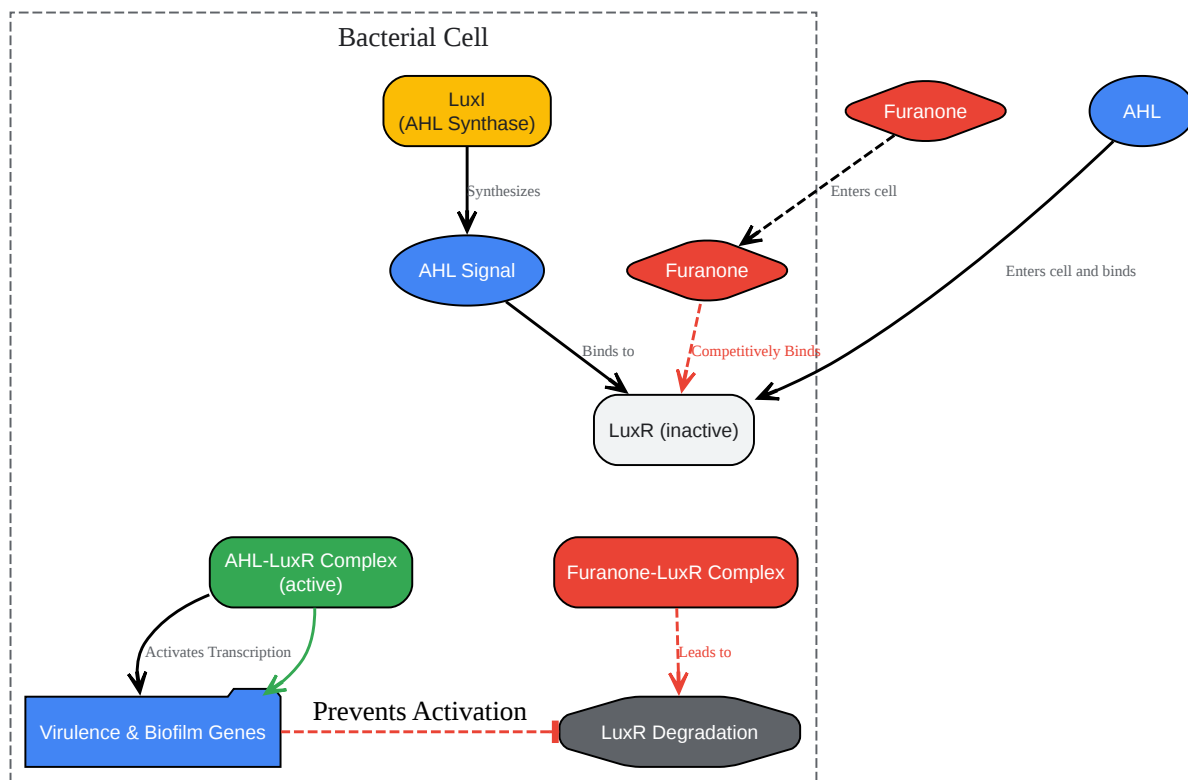 Bacterial Cell
LuxI
(AHL Synthase)
Furanone
AHL
Synthesizes
Enters cell
AHL Signal
Furanone
Enters cell and binds
Binds to
Competitively Binds
LuxR (inactive)
AHL-LuxR Complex
(active)
Furanone-LuxR Complex
Activates Transcription
Leads to
Prevents Activation
Virulence & Biofilm Genes
LuxR Degradation